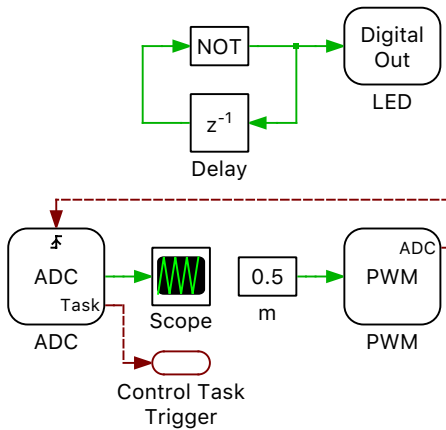 NOT
Digital
Out
LED
z-1
Delay
ADC
Task
ADC
Scope
0.5
m
ADC
PWM
PWM
Control Task
Trigger